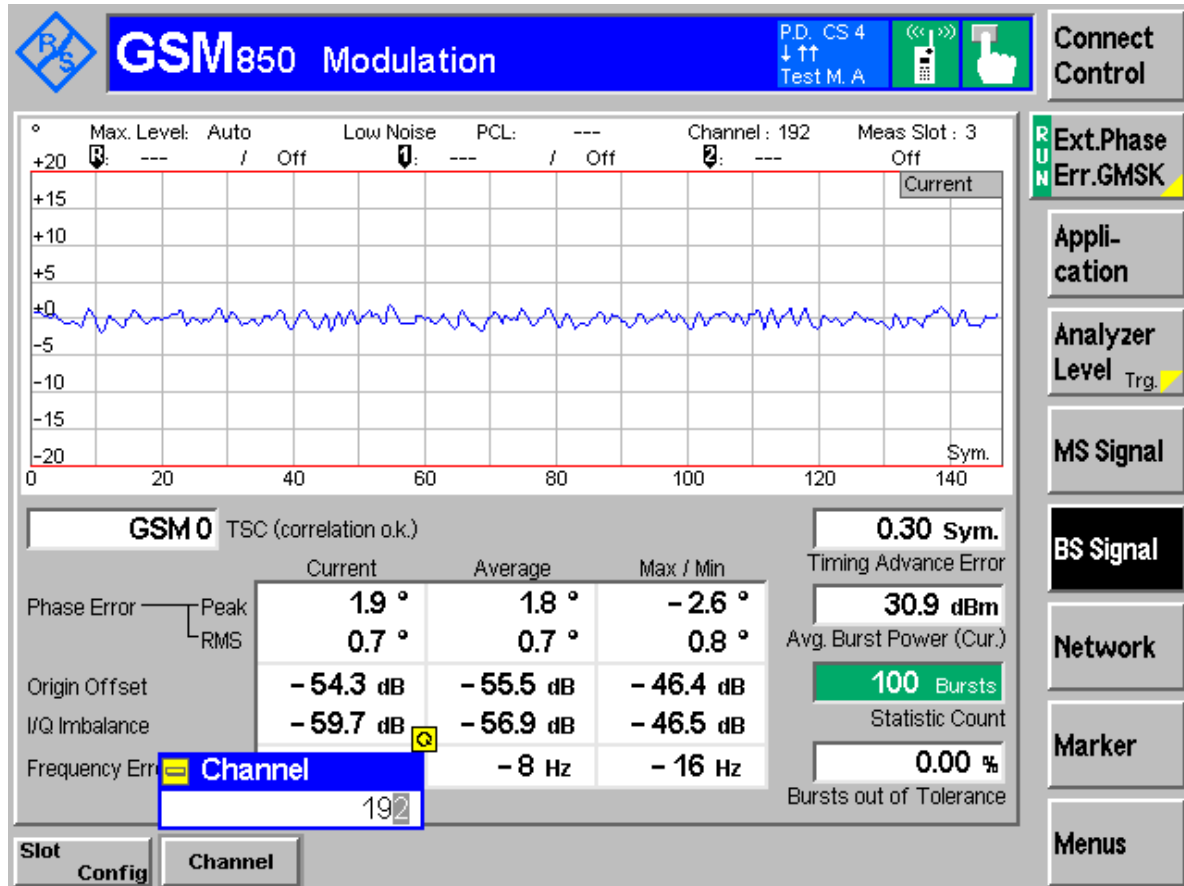 R/S
GSM850 Modulation
P.D. CS 4
↓↑↑
Test M. A
Connect
Control
° Max. Level: Auto Low Noise PCL: --- Channel : 192 Meas Slot : 3
R: --- / Off 1: --- / Off 2: --- Off
Current
+20
+15
+10
+5
±0
-5
-10
-15
-20
Sym.
0 20 40 60 80 100 120 140
RUN
Ext.Phase
Err.GMSK
Appli-
cation
Analyzer
Level Trg.
MS Signal
BS Signal
Network
Marker
Menus
GSM 0 TSC (correlation o.k.)
0.30 Sym.
Timing Advance Error
Current Average Max / Min
Phase Error Peak 1.9 ° 1.8 ° -2.6 °
RMS 0.7 ° 0.7 ° 0.8 °
30.9 dBm
Avg. Burst Power (Cur.)
Origin Offset -54.3 dB -55.5 dB -46.4 dB
I/Q Imbalance -59.7 dB -56.9 dB -46.5 dB
100 Bursts
Statistic Count
Frequency -8 Hz -16 Hz
0.00 %
Bursts out of Tolerance
Channel
192
Slot
Config
Channel